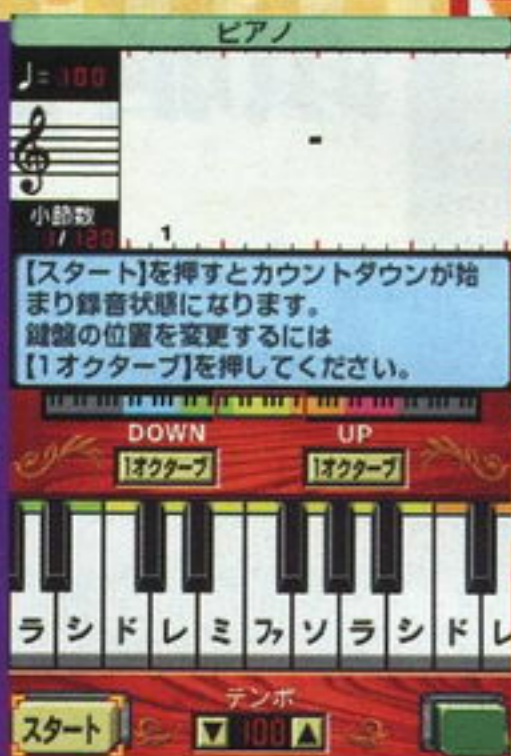 ピアノ
♩=100
小節数
1/120
1
【スタート】を押すとカウントダウンが始
まり録音状態になります。
鍵盤の位置を変更するには
【1オクターブ】を押してください。
DOWN UP
1オクターブ 1オクターブ
ラ シ ド レ ミ ファ ソ ラ シ ド レ
テンポ
スタート ▼ 100 ▲